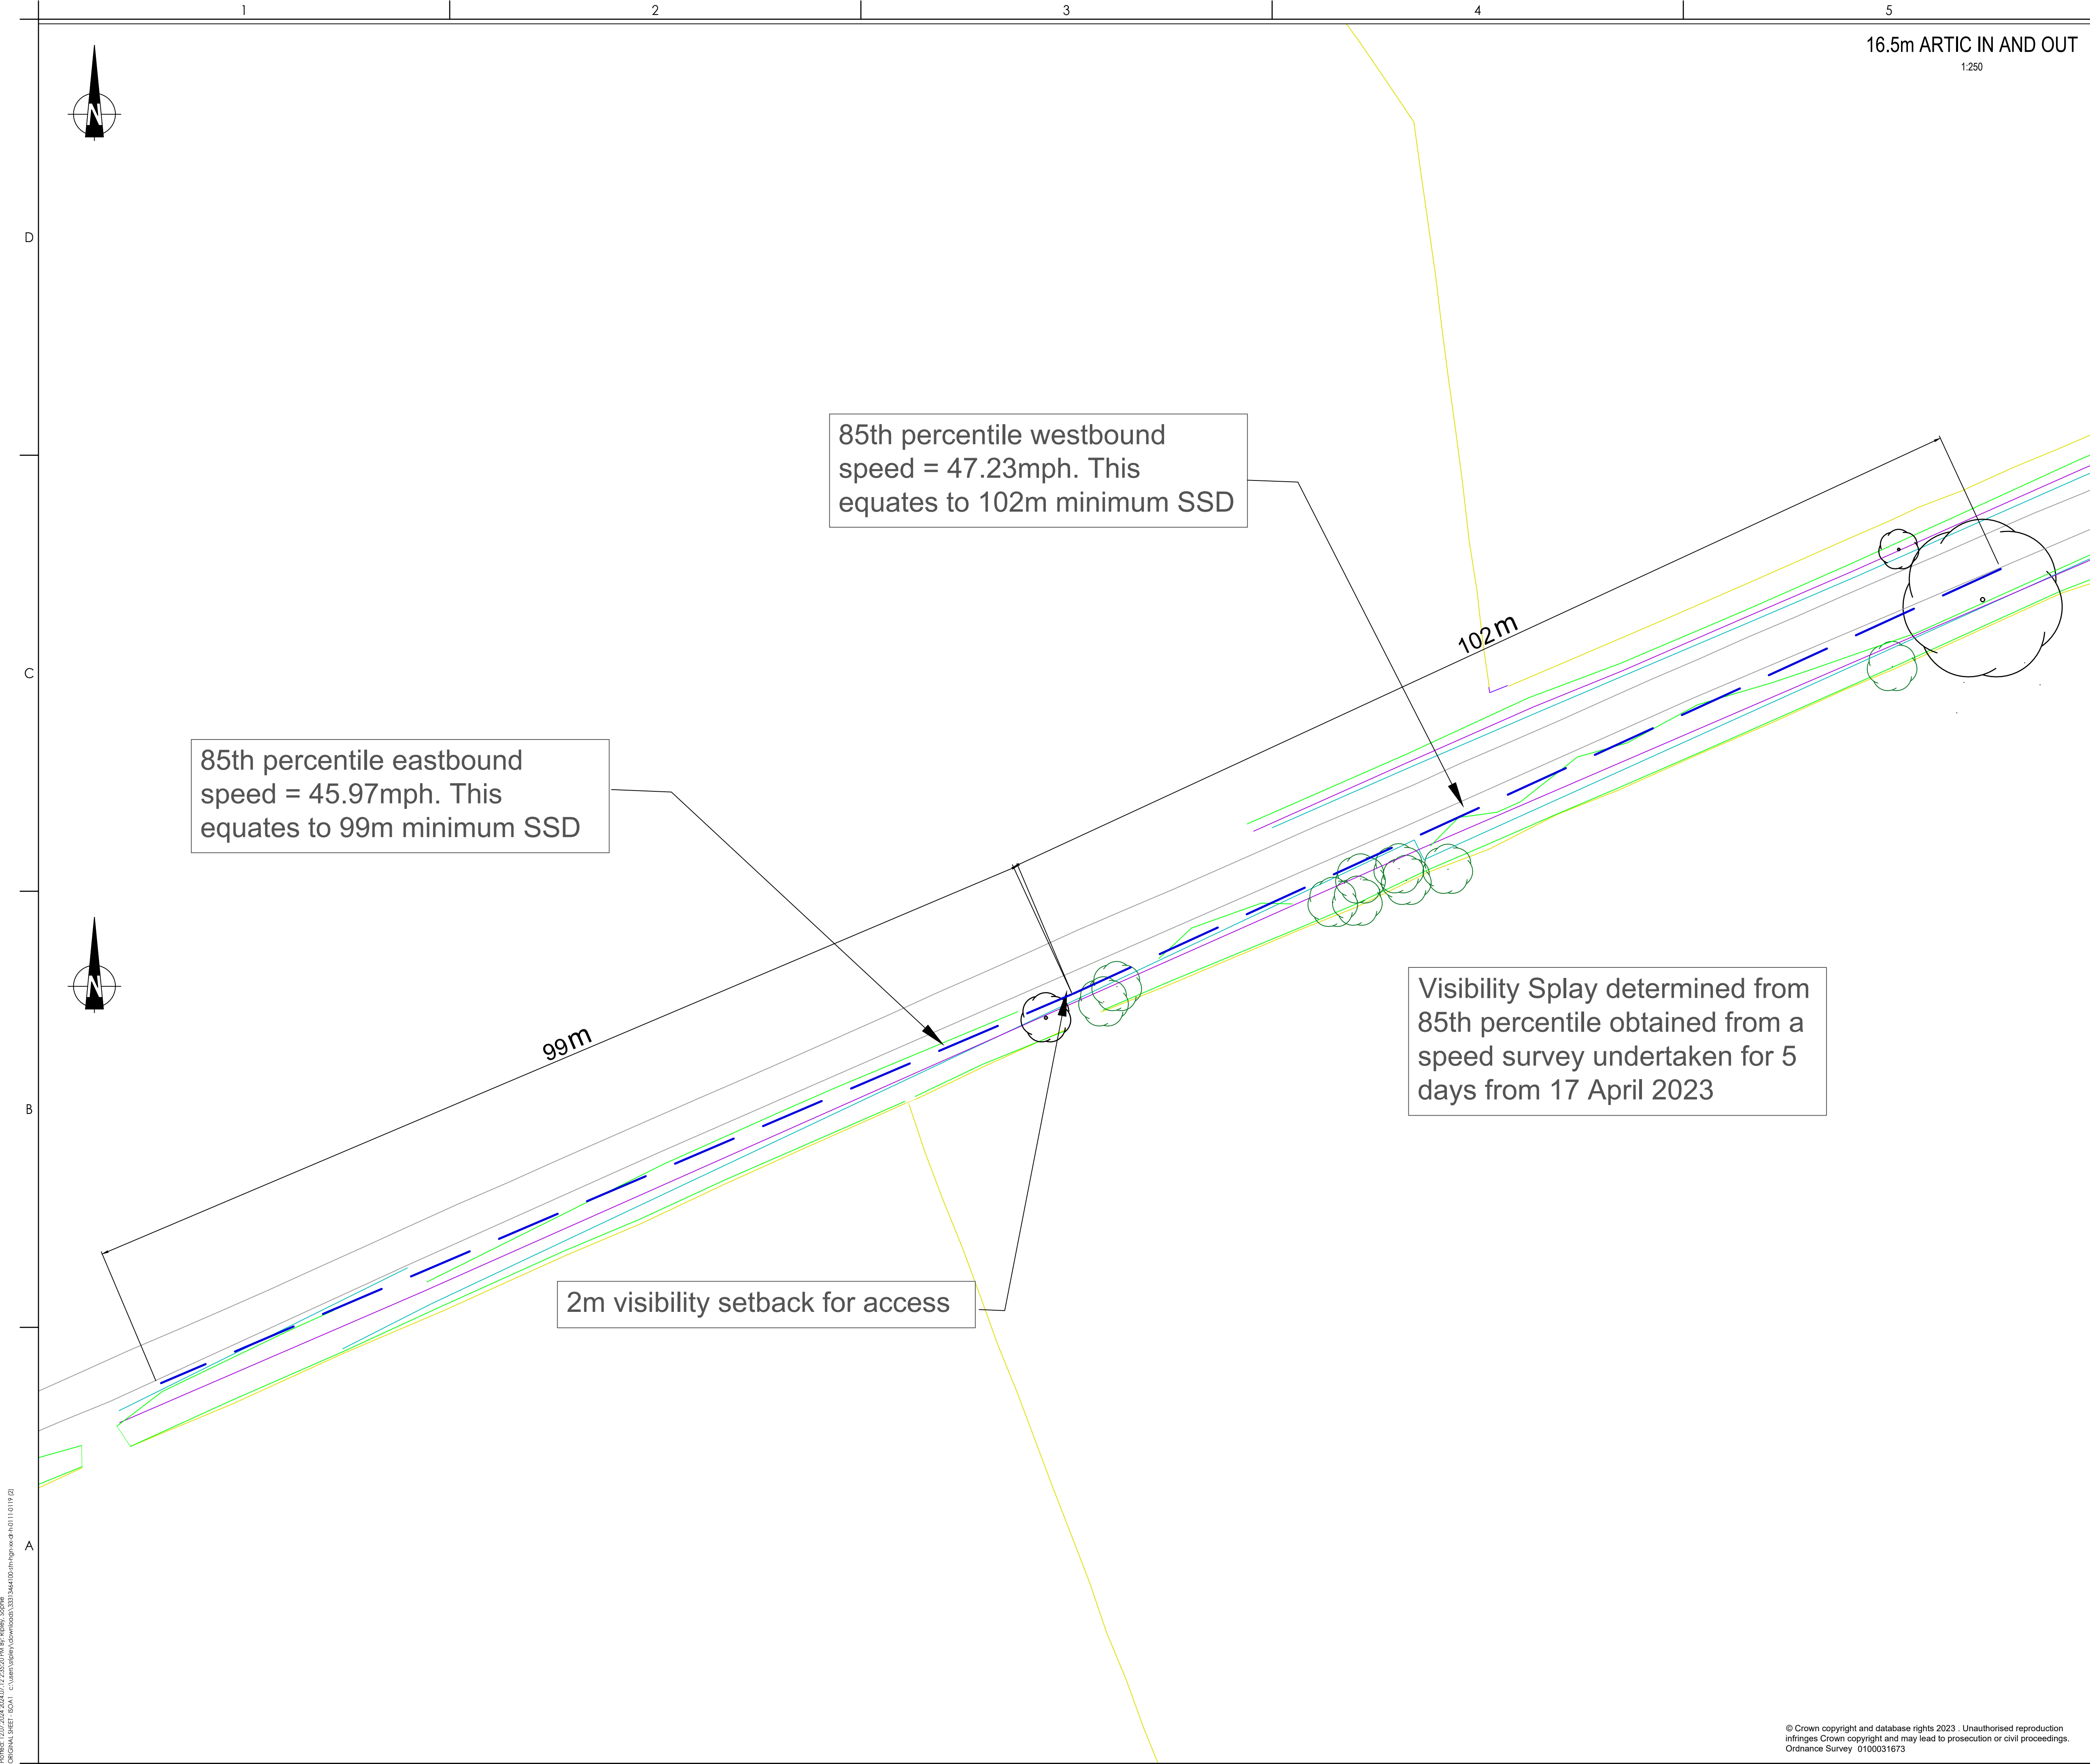 1 2 3 4 5
16.5m ARTIC IN AND OUT
1:250
N
D
85th percentile westbound
speed = 47.23mph. This
equates to 102m minimum SSD
102m
C
85th percentile eastbound
speed = 45.97mph. This
equates to 99m minimum SSD
N
99m
Visibility Splay determined from
85th percentile obtained from a
speed survey undertaken for 5
days from 17 April 2023
B
2m visibility setback for access
A
ORIGINAL SHEET - ISO A1
© Crown copyright and database rights 2023 . Unauthorised reproduction
infringes Crown copyright and may lead to prosecution or civil proceedings.
Ordnance Survey 0100031673